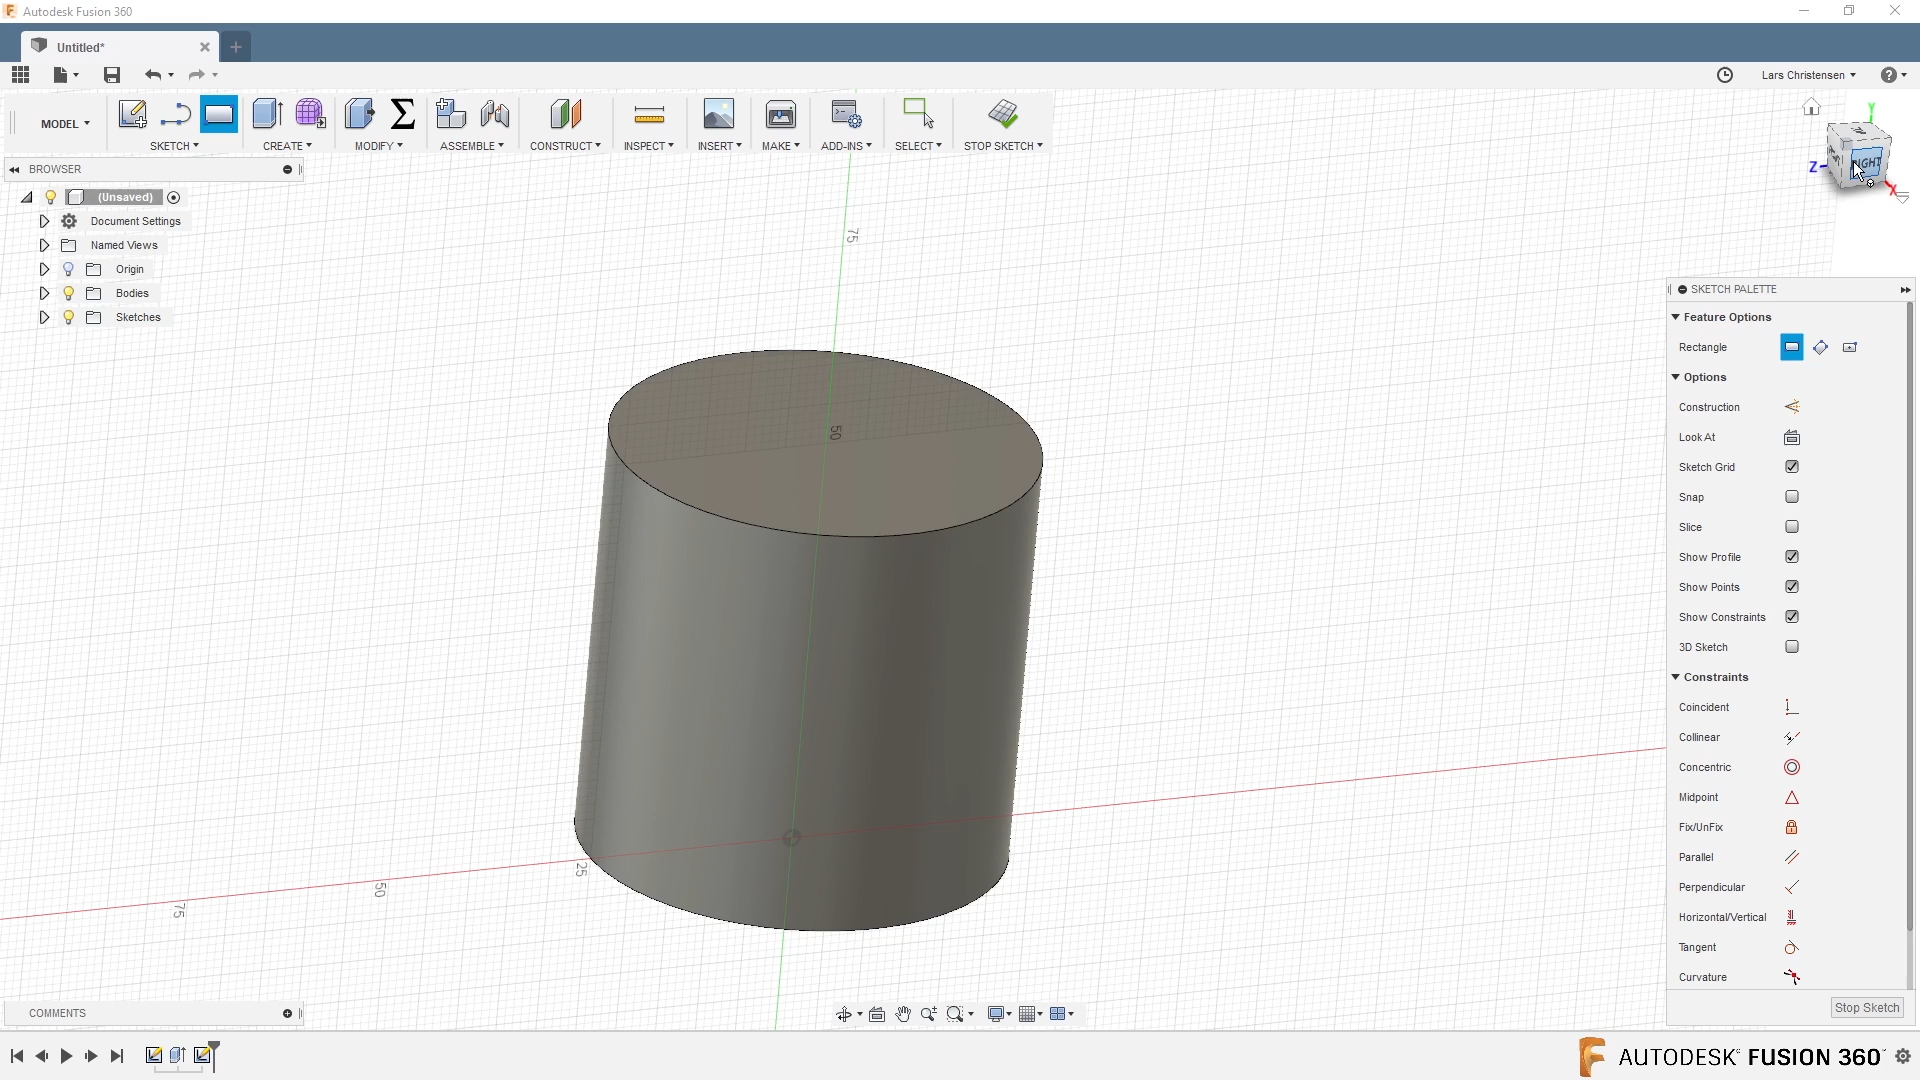 Autodesk Fusion 360
Untitled*
Lars Christensen
MODEL
SKETCH
CREATE
MODIFY
ASSEMBLE
CONSTRUCT
INSPECT
INSERT
MAKE
ADD-INS
SELECT
STOP SKETCH
Y
Z
RIGHT
X
BROWSER
(Unsaved)
Document Settings
Named Views
Origin
Bodies
Sketches
75
50
25
50
75
SKETCH PALETTE
Feature Options
Rectangle
Options
Construction
Look At
Sketch Grid
Snap
Slice
Show Profile
Show Points
Show Constraints
3D Sketch
Constraints
Coincident
Collinear
Concentric
Midpoint
Fix/UnFix
Parallel
Perpendicular
Horizontal/Vertical
Tangent
Curvature
Stop Sketch
COMMENTS
AUTODESK® FUSION 360™